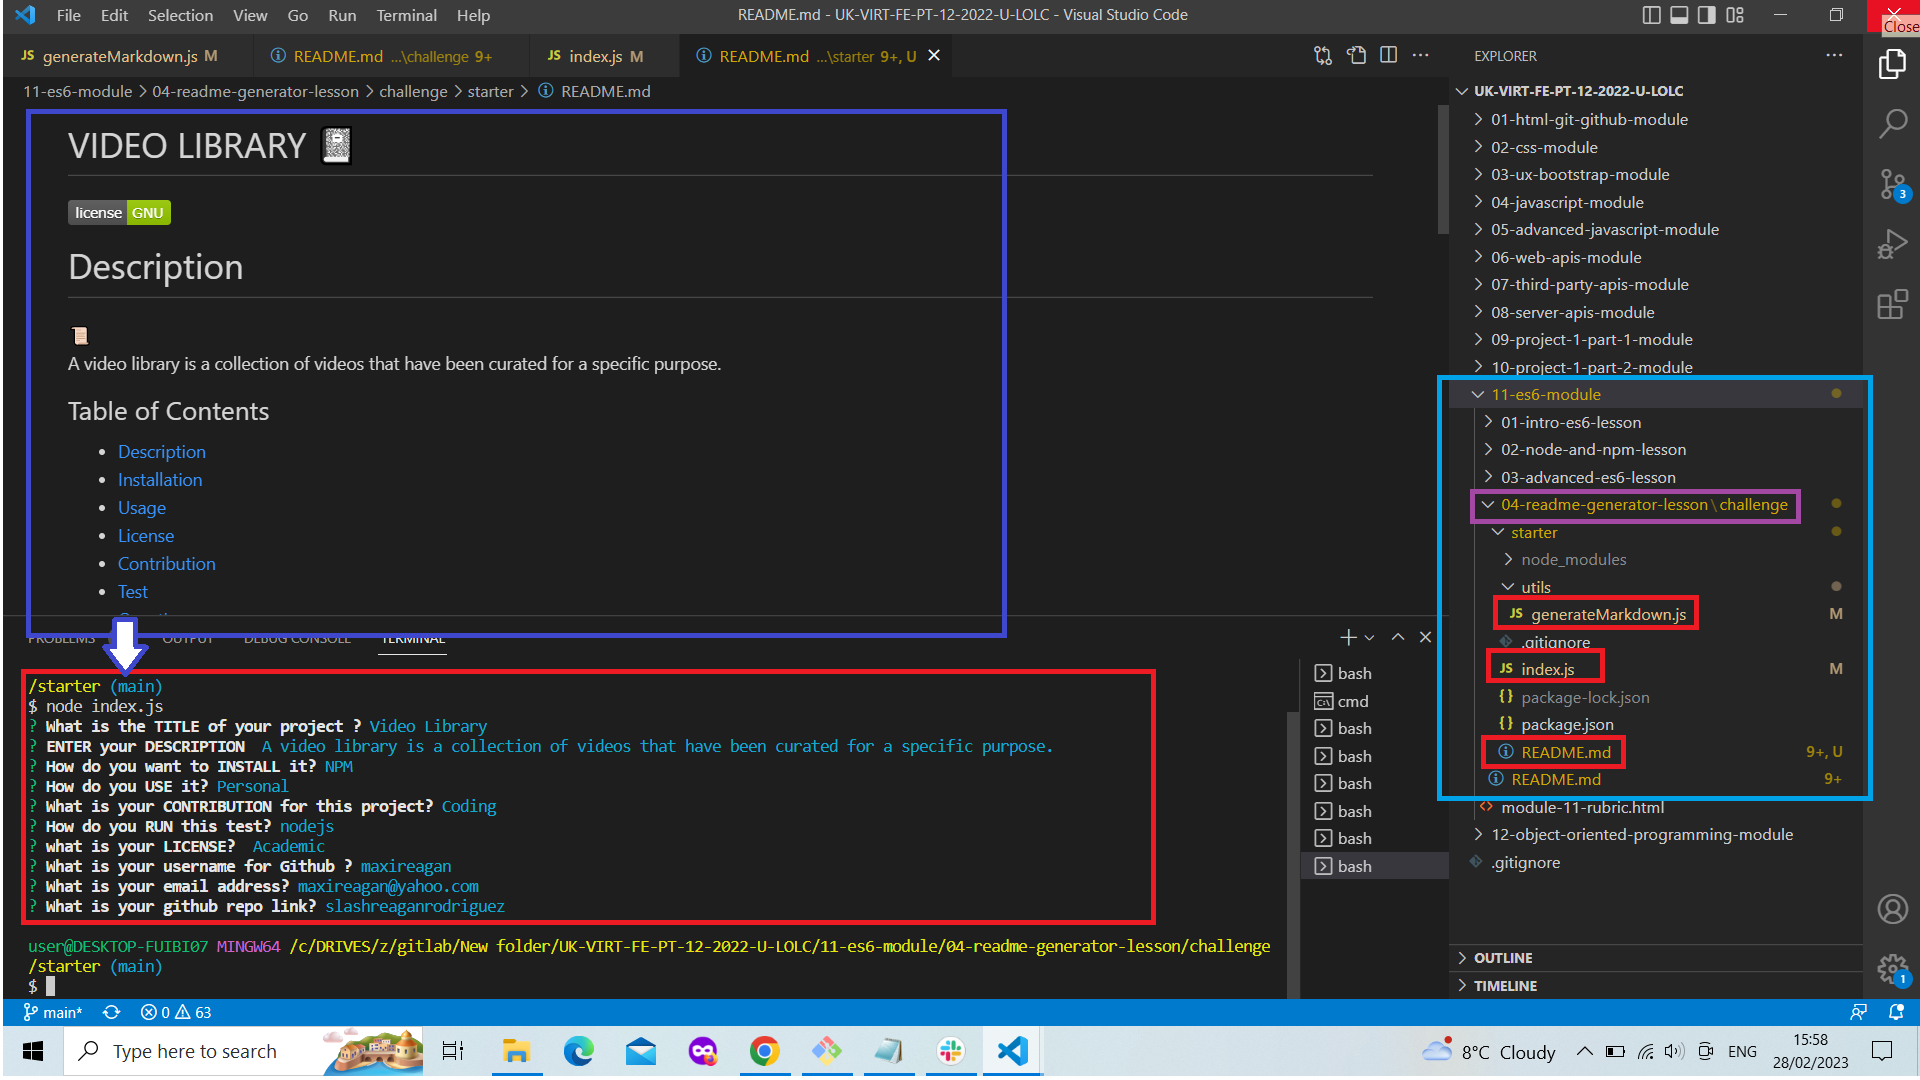 File Edit Selection View Go Run Terminal Help
README.md - UK-VIRT-FE-PT-12-2022-U-LOLC - Visual Studio Code
Close
JS generateMarkdown.js M
README.md ...\challenge 9+
JS index.js M
README.md ...\starter 9+, U
11-es6-module > 04-readme-generator-lesson > challenge > starter > README.md
VIDEO LIBRARY
license GNU
Description
A video library is a collection of videos that have been curated for a specific purpose.
Table of Contents
• Description
• Installation
• Usage
• License
• Contribution
• Test
PROBLEMS OUTPUT DEBUG CONSOLE TERMINAL
/starter (main)
$ node index.js
? What is the TITLE of your project ? Video Library
? ENTER your DESCRIPTION A video library is a collection of videos that have been curated for a specific purpose.
? How do you want to INSTALL it? NPM
? How do you USE it? Personal
? What is your CONTRIBUTION for this project? Coding
? How do you RUN this test? nodejs
? what is your LICENSE? Academic
? What is your username for Github ? maxireagan
? What is your email address? maxireagan@yahoo.com
? What is your github repo link? slashreaganrodriguez
user@DESKTOP-FUIBI07 MINGW64 /c/DRIVES/z/gitlab/New folder/UK-VIRT-FE-PT-12-2022-U-LOLC/11-es6-module/04-readme-generator-lesson/challenge
/starter (main)
$
bash
cmd
bash
bash
bash
bash
bash
bash
EXPLORER
UK-VIRT-FE-PT-12-2022-U-LOLC
01-html-git-github-module
02-css-module
03-ux-bootstrap-module
04-javascript-module
05-advanced-javascript-module
06-web-apis-module
07-third-party-apis-module
08-server-apis-module
09-project-1-part-1-module
10-project-1-part-2-module
11-es6-module
01-intro-es6-lesson
02-node-and-npm-lesson
03-advanced-es6-lesson
04-readme-generator-lesson\challenge
starter
node_modules
utils
JS generateMarkdown.js M
.gitignore
JS index.js M
{} package-lock.json
{} package.json
README.md 9+, U
README.md 9+
<> module-11-rubric.html
12-object-oriented-programming-module
.gitignore
OUTLINE
TIMELINE
3
1
main* 0 63
Type here to search
8°C Cloudy
ENG
15:58
28/02/2023